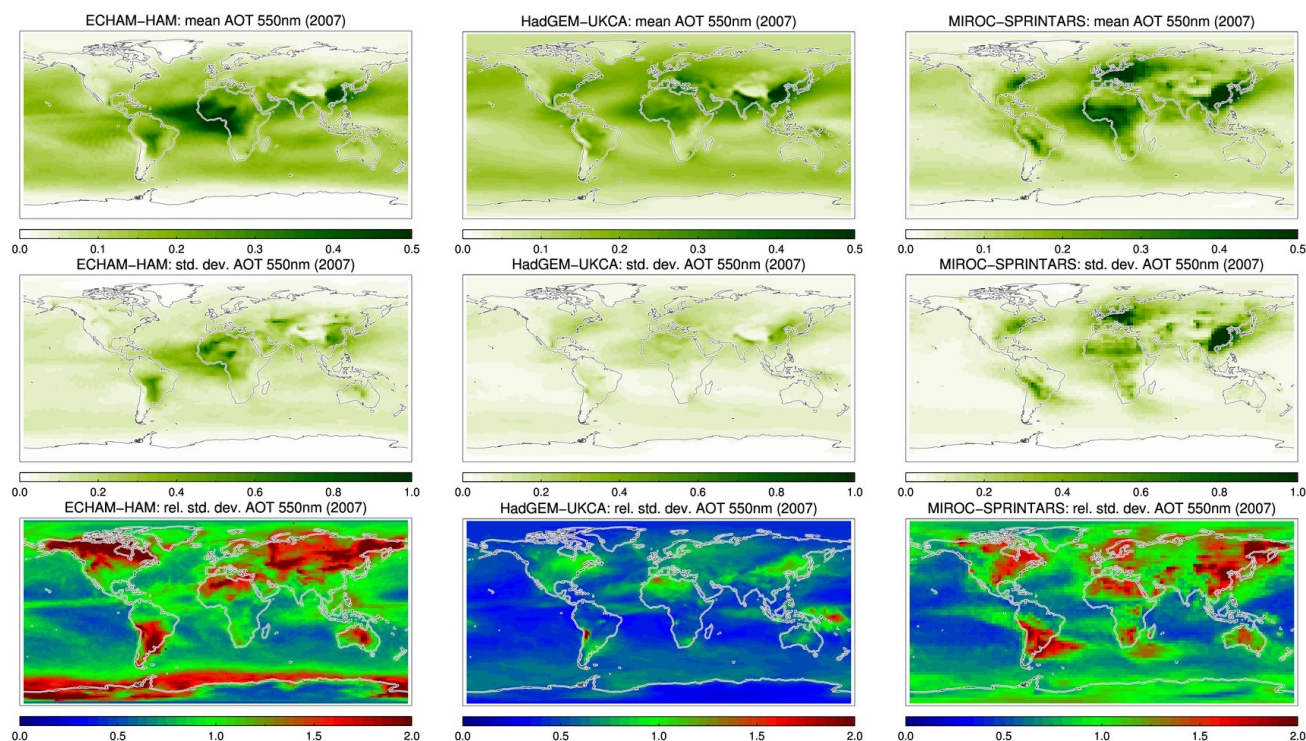 ECHAM-HAM: mean AOT 550nm (2007)
HadGEM-UKCA: mean AOT 550nm (2007)
MIROC-SPRINTARS: mean AOT 550nm (2007)
0.0 0.1 0.2 0.3 0.4 0.5
0.0 0.1 0.2 0.3 0.4 0.5
0.0 0.1 0.2 0.3 0.4 0.5
ECHAM-HAM: std. dev. AOT 550nm (2007)
HadGEM-UKCA: std. dev. AOT 550nm (2007)
MIROC-SPRINTARS: std. dev. AOT 550nm (2007)
0.0 0.2 0.4 0.6 0.8 1.0
0.0 0.2 0.4 0.6 0.8 1.0
0.0 0.2 0.4 0.6 0.8 1.0
ECHAM-HAM: rel. std. dev. AOT 550nm (2007)
HadGEM-UKCA: rel. std. dev. AOT 550nm (2007)
MIROC-SPRINTARS: rel. std. dev. AOT 550nm (2007)
0.0 0.5 1.0 1.5 2.0
0.0 0.5 1.0 1.5 2.0
0.0 0.5 1.0 1.5 2.0